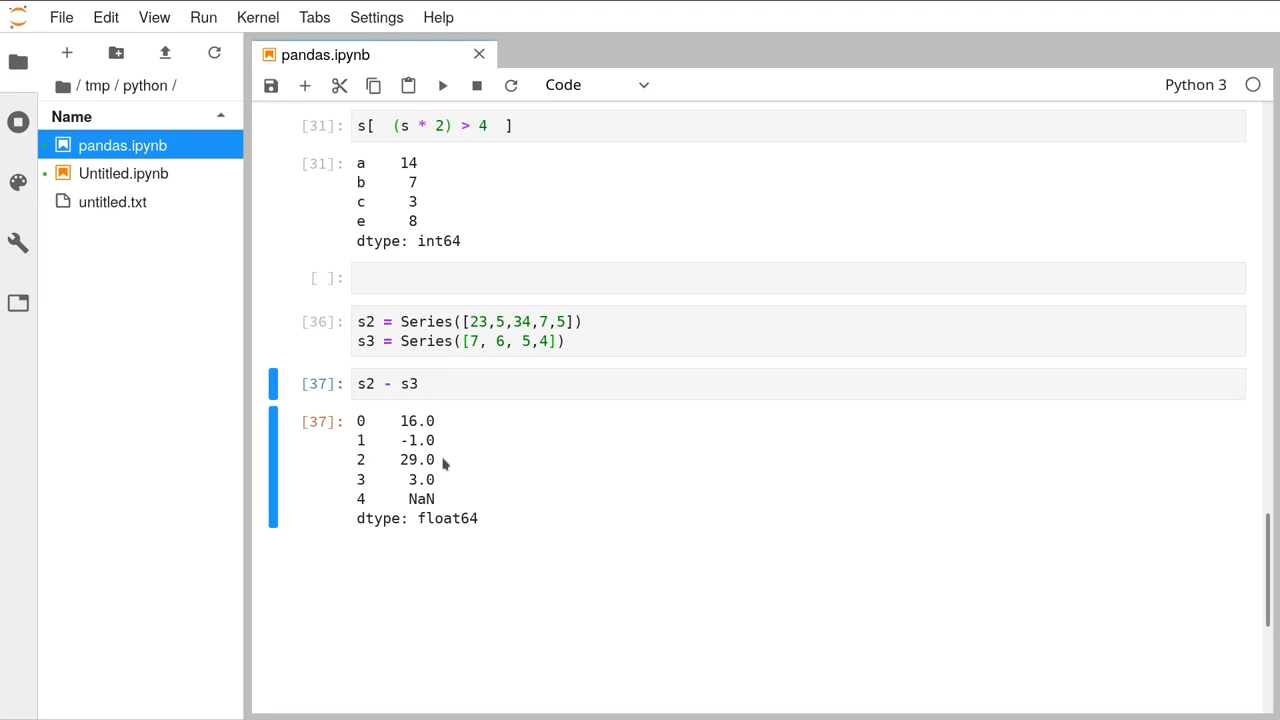 File Edit View Run Kernel Tabs Settings Help
pandas.ipynb
/ tmp / python /
Code
Python 3
Name
pandas.ipynb
Untitled.ipynb
untitled.txt
[31]: s[  (s * 2) > 4  ]
[31]: a 14
b 7
c 3
e 8
dtype: int64
[ ]:
[36]: s2 = Series([23,5,34,7,5])
s3 = Series([7, 6, 5,4])
[37]: s2 - s3
[37]: 0 16.0
1 -1.0
2 29.0
3 3.0
4 NaN
dtype: float64